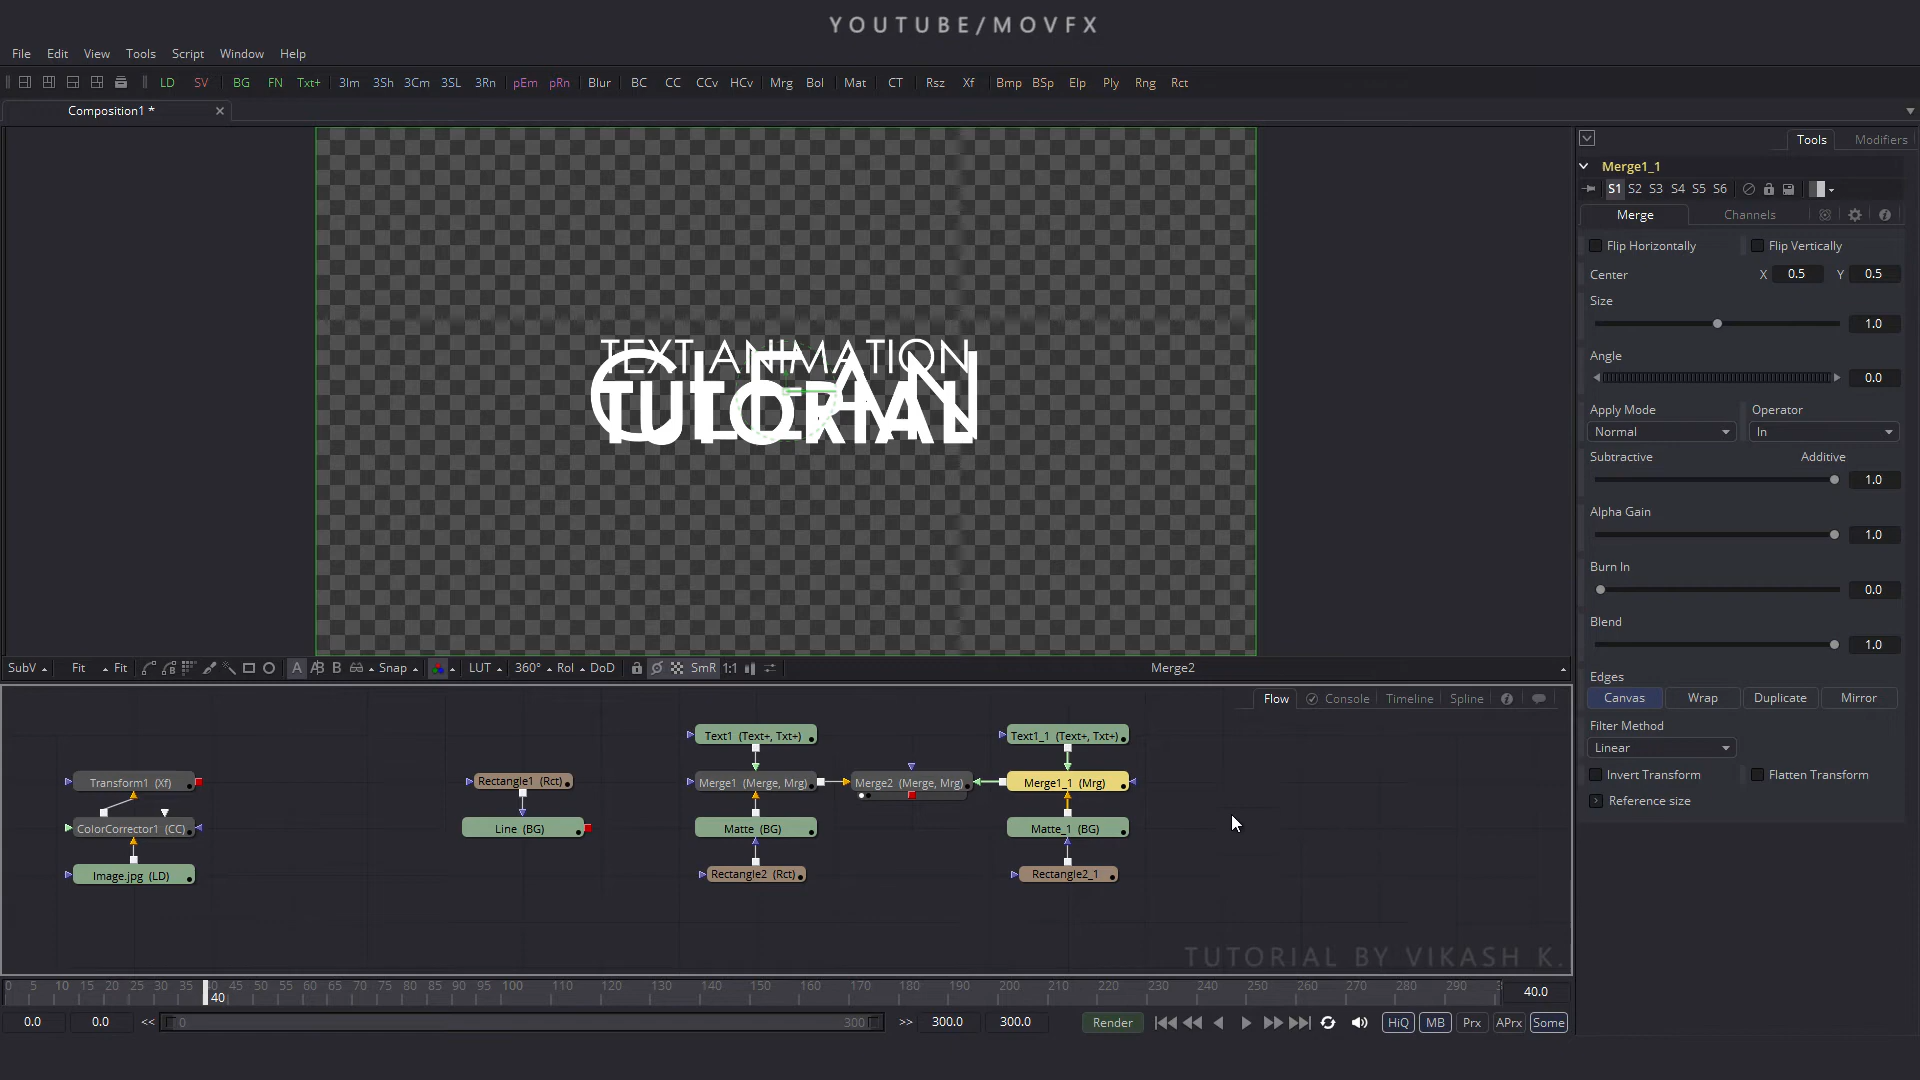 YOUTUBE/MOVFX
File Edit View Tools Script Window Help
LD SV BG FN Txt+ 3Im 3Sh 3Cm 3SL 3Rn pEm pRn Blur BC CC CCv HCv Mrg Bol Mat CT Rsz Xf Bmp BSp Elp Ply Rng Rct
Composition1 *
Tools Modifiers
Merge1_1
S1 S2 S3 S4 S5 S6
Merge Channels
Flip Horizontally Flip Vertically
Center X 0.5 Y 0.5
Size
1.0
Angle
0.0
Apply Mode Operator
Normal In
Subtractive Additive
1.0
Alpha Gain
1.0
Burn In
0.0
Blend
1.0
Edges
Canvas Wrap Duplicate Mirror
Filter Method
Linear
Invert Transform Flatten Transform
Reference size
TEXT ANIMATION
CLEAN
TUTORIAL
SubV Fit Fit A A|B B Snap LUT 360° RoI DoD SmR 1:1 Merge2
Flow Console Timeline Spline
Text1 (Text+, Txt+) Text1_1 (Text+, Txt+)
Transform1 (Xf) Rectangle1 (Rct) Merge1 (Merge, Mrg) Merge2 (Merge, Mrg) Merge1_1 (Mrg)
ColorCorrector1 (CC) Line (BG) Matte (BG) Matte_1 (BG)
Image.jpg (LD) Rectangle2 (Rct) Rectangle2_1
TUTORIAL BY VIKASH K.
0 5 10 15 20 25 30 35 40 45 50 55 60 65 70 75 80 85 90 95 100 110 120 130 140 150 160 170 180 190 200 210 220 230 240 250 260 270 280 290
40 40.0
0.0 0.0 << 0 300 >> 300.0 300.0 Render HiQ MB Prx APrx Some